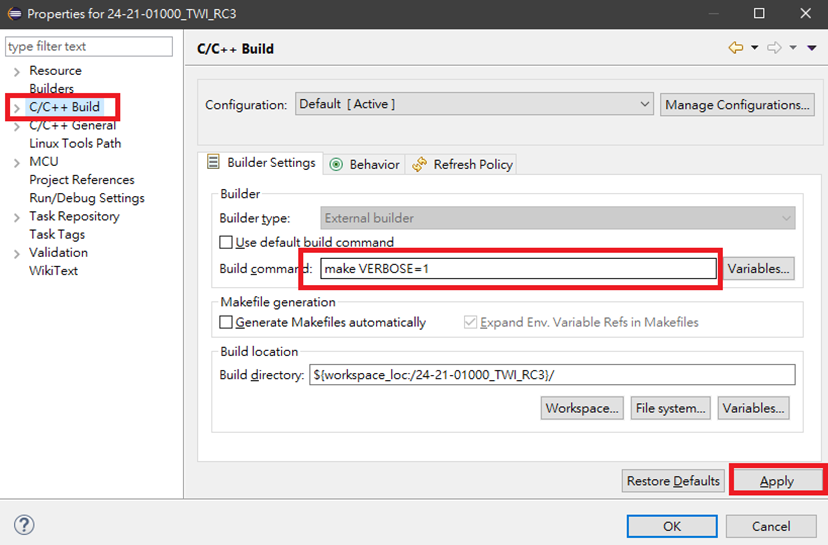 Properties for 24-21-01000_TWI_RC3
type filter text
Resource
Builders
C/C++ Build
C/C++ General
Linux Tools Path
MCU
Project References
Run/Debug Settings
Task Repository
Task Tags
Validation
WikiText
C/C++ Build
Configuration: Default [ Active ] Manage Configurations...
Builder Settings Behavior Refresh Policy
Builder
Builder type: External builder
Use default build command
Build command: make VERBOSE=1 Variables...
Makefile generation
Generate Makefiles automatically Expand Env. Variable Refs in Makefiles
Build location
Build directory: ${workspace_loc:/24-21-01000_TWI_RC3}/
Workspace... File system... Variables...
Restore Defaults Apply
? OK Cancel